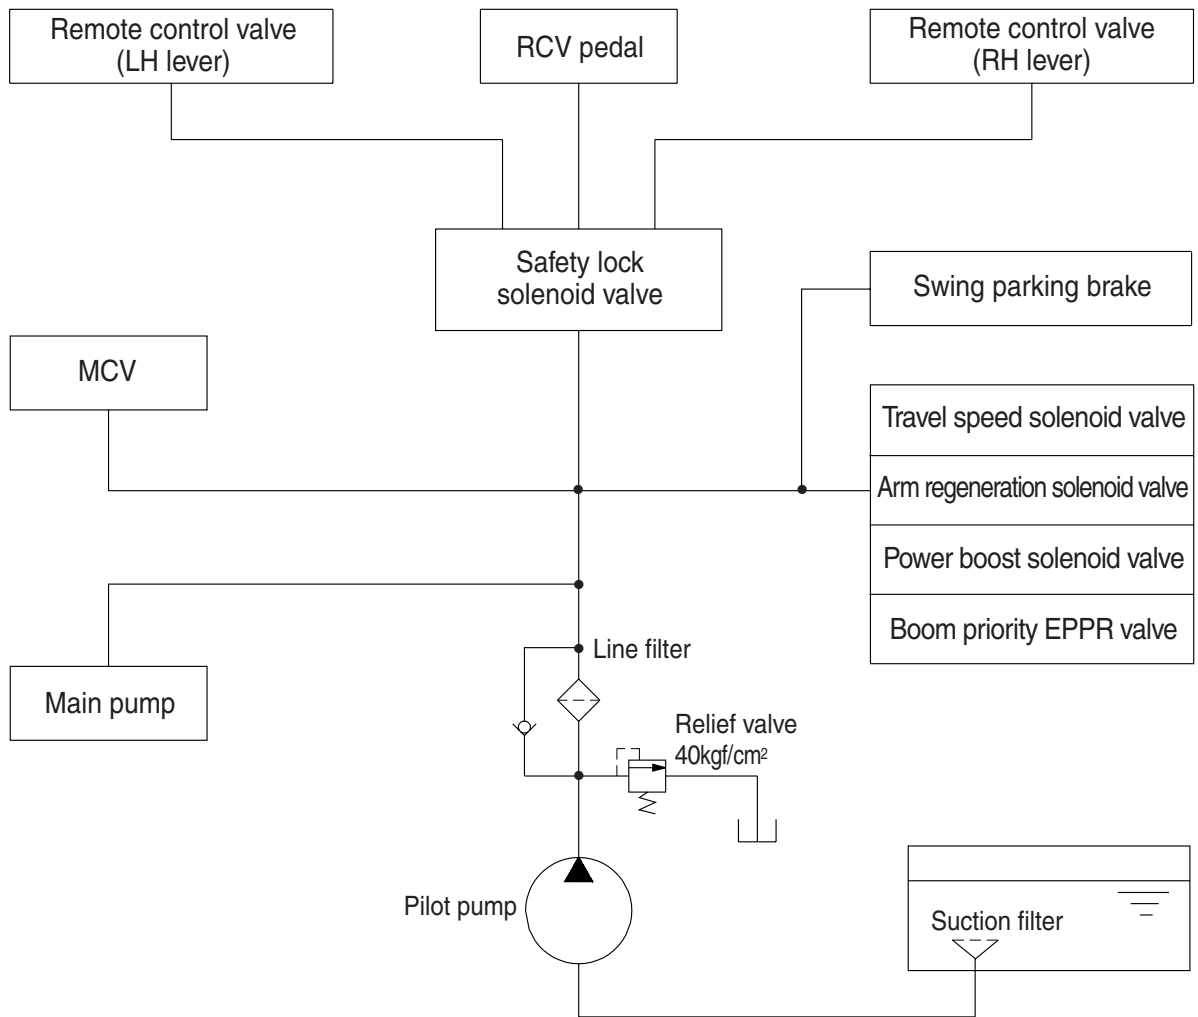 Remote control valve
(LH lever)
RCV pedal
Remote control valve
(RH lever)
Safety lock
solenoid valve
Swing parking brake
MCV
Travel speed solenoid valve
Arm regeneration solenoid valve
Power boost solenoid valve
Boom priority EPPR valve
Line filter
Main pump
Relief valve
40kgf/cm²
Pilot pump
Suction filter